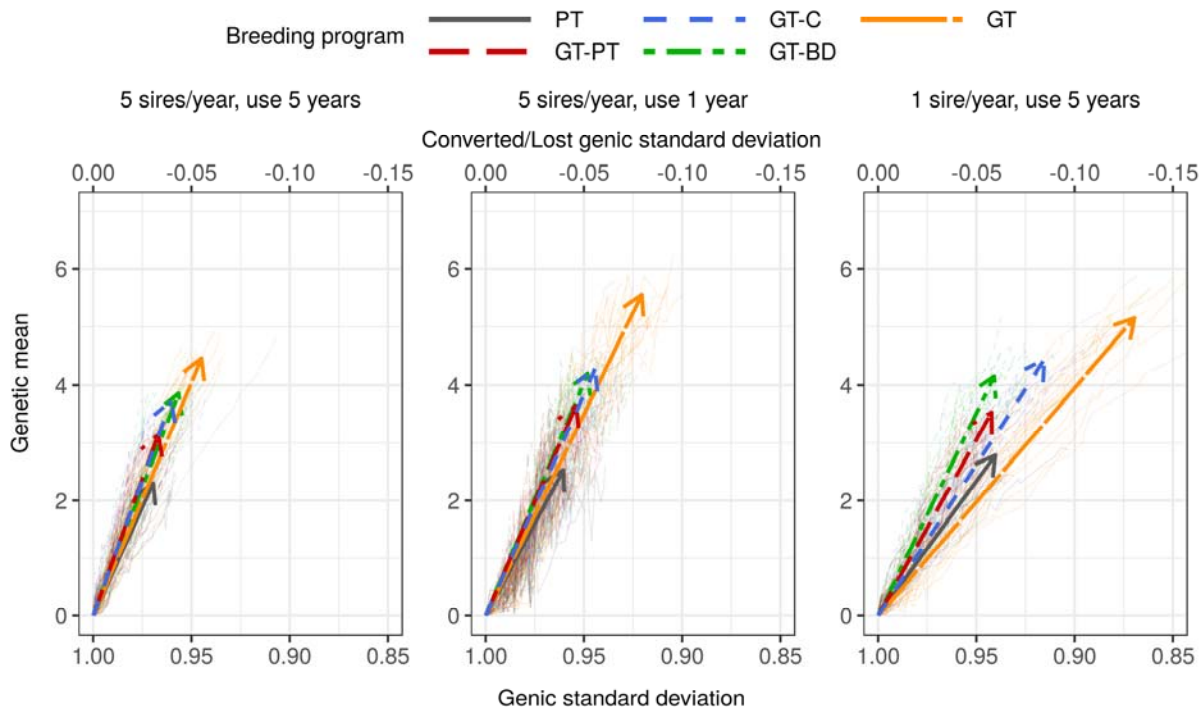 Breeding program PT GT-C GT
GT-PT GT-BD
5 sires/year, use 5 years 5 sires/year, use 1 year 1 sire/year, use 5 years
Converted/Lost genic standard deviation
0.00 -0.05 -0.10 -0.15 0.00 -0.05 -0.10 -0.15 0.00 -0.05 -0.10 -0.15
Genetic mean
6
4
2
0
6
4
2
0
6
4
2
0
1.00 0.95 0.90 0.85 1.00 0.95 0.90 0.85 1.00 0.95 0.90 0.85
Genic standard deviation